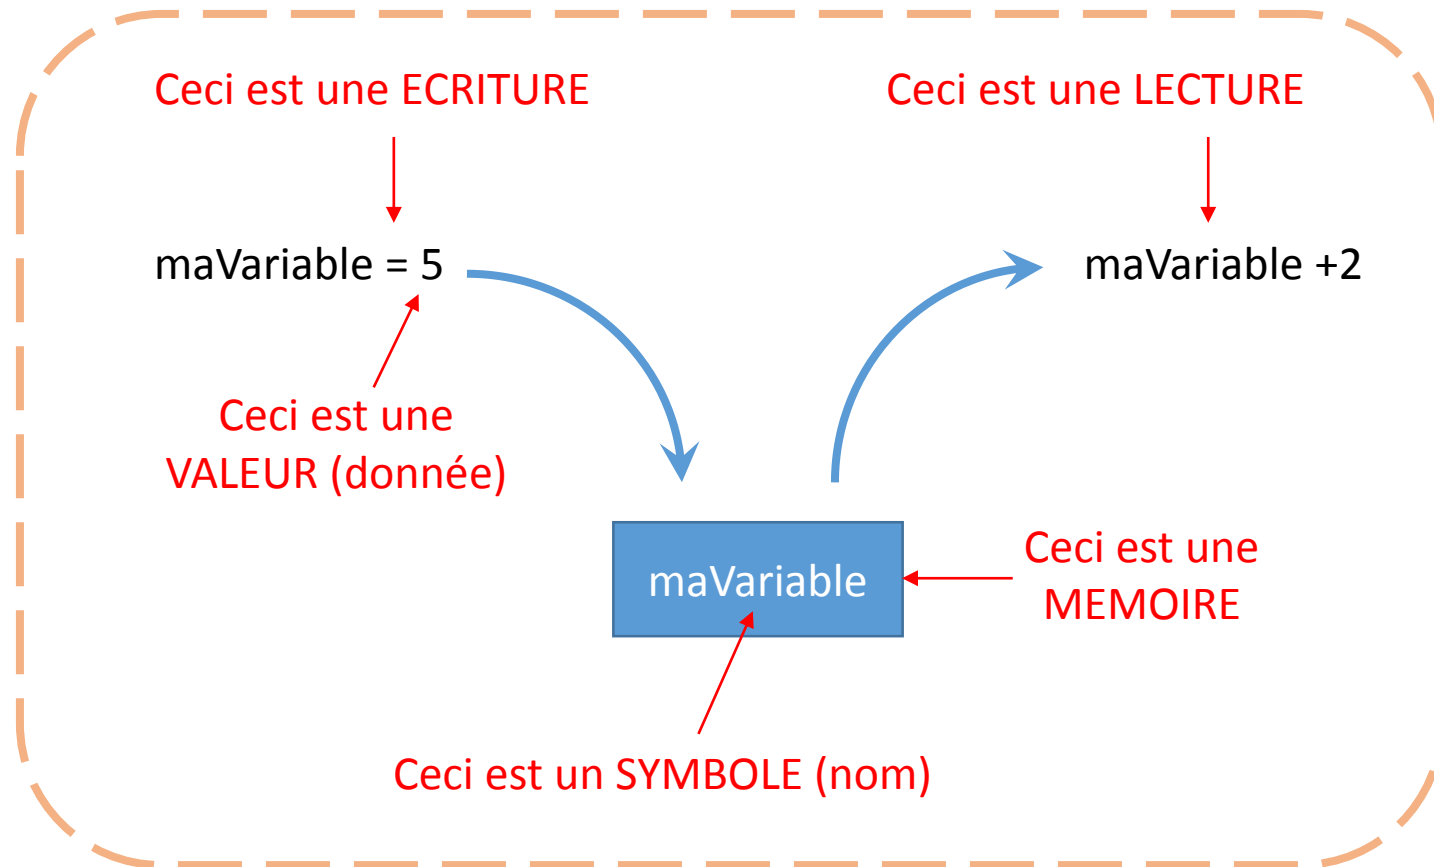 Ceci est une ECRITURE
Ceci est une LECTURE
maVariable = 5
maVariable +2
Ceci est une
VALEUR (donnée)
maVariable
Ceci est une
MEMOIRE
Ceci est un SYMBOLE (nom)